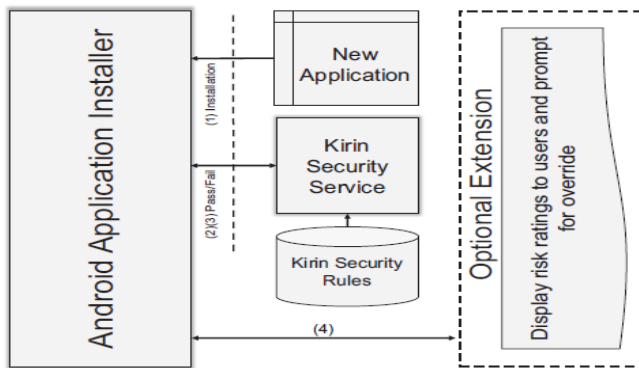 Android Application Installer
(1) Installation
New
Application
(2)(3) Pass/Fail
Kirin
Security
Service
Kirin Security
Rules
(4)
Optional Extension
Display risk ratings to users and prompt
for override